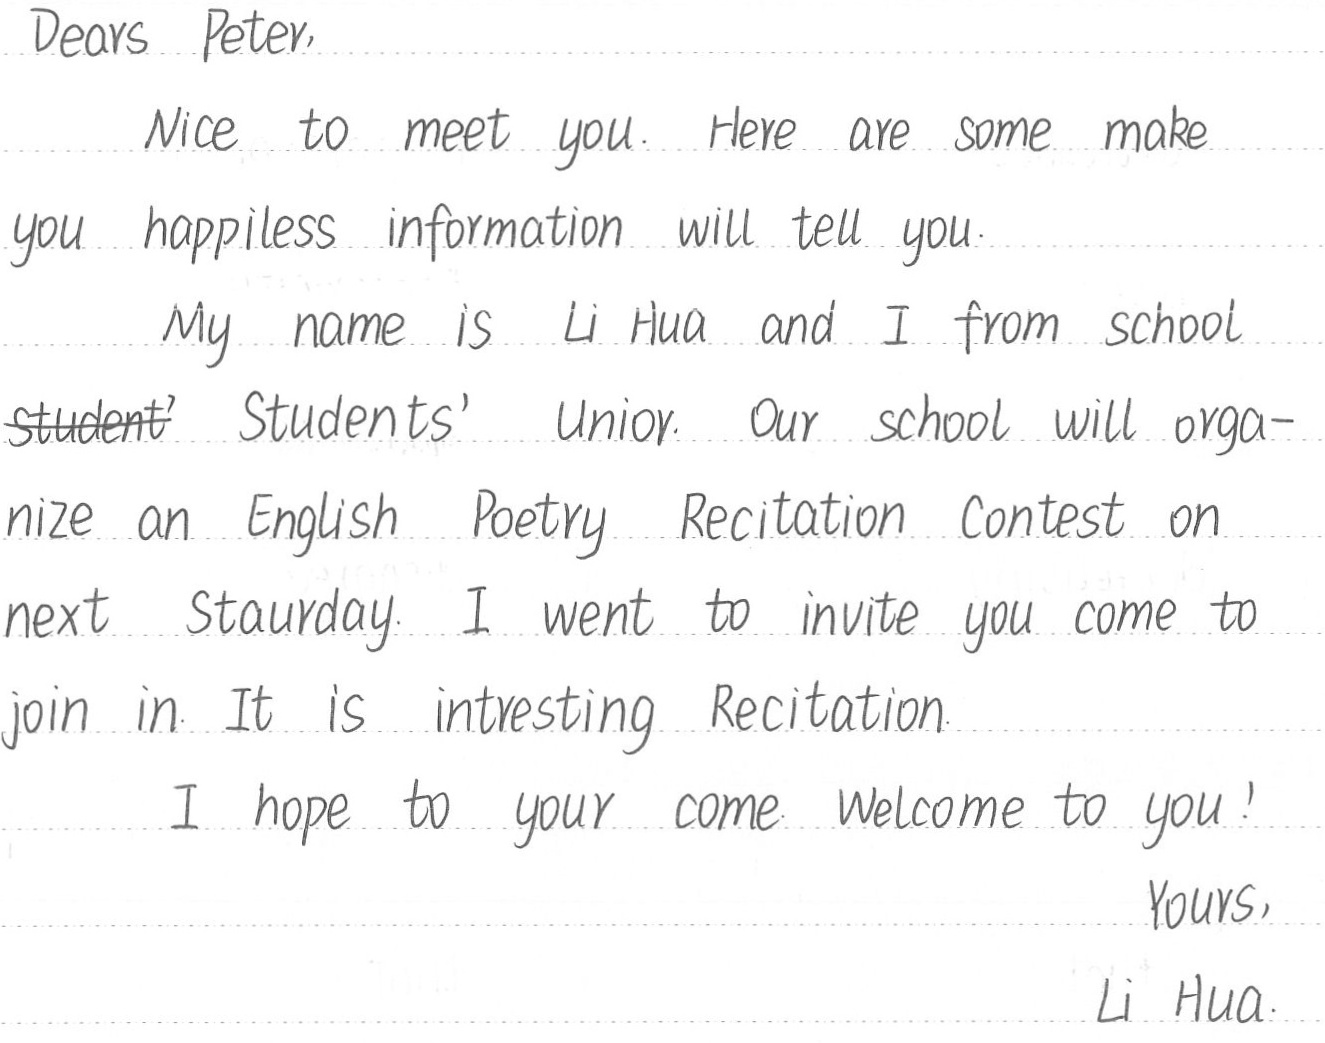 Dears Peter,
Nice to meet you. Here are some make
you happiless information will tell you.
My name is Li Hua and I from school
student' Students' Unior. Our school will orga-
nize an English Poetry Recitation Contest on
next Staurday. I went to invite you come to
join in. It is intresting Recitation.
I hope to your come. Welcome to you!
Yours,
Li Hua.